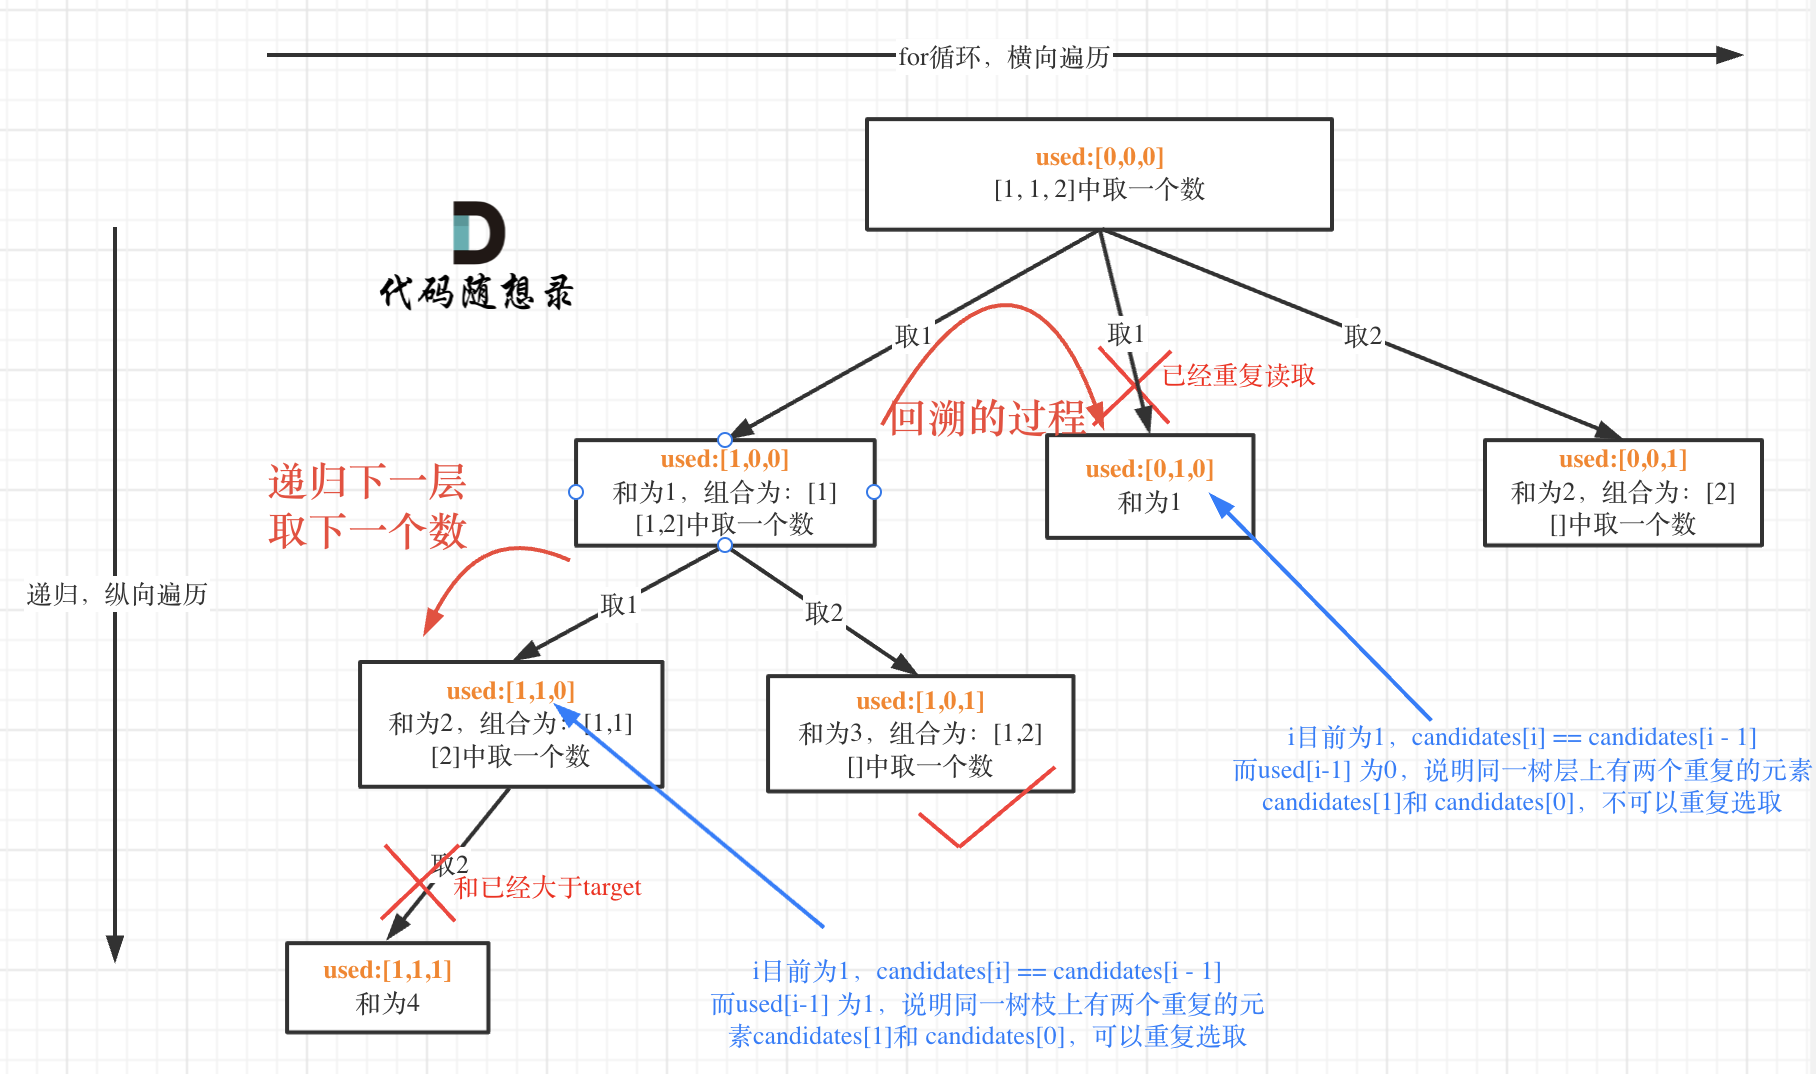 for循环，横向遍历
used:[0,0,0]
[1, 1, 2]中取一个数
代码随想录
取1
取1
取2
已经重复读取
回溯的过程
used:[1,0,0]
和为1，组合为：[1]
[1,2]中取一个数
used:[0,1,0]
和为1
used:[0,0,1]
和为2，组合为：[2]
[]中取一个数
递归下一层
取下一个数
递归，纵向遍历
取1
取2
used:[1,1,0]
和为2，组合为：[1,1]
[2]中取一个数
used:[1,0,1]
和为3，组合为：[1,2]
[]中取一个数
i目前为1，candidates[i] == candidates[i - 1]
而used[i-1] 为0，说明同一树层上有两个重复的元素
candidates[1]和 candidates[0]，不可以重复选取
取2
和已经大于target
used:[1,1,1]
和为4
i目前为1，candidates[i] == candidates[i - 1]
而used[i-1] 为1，说明同一树枝上有两个重复的元
素candidates[1]和 candidates[0]，可以重复选取